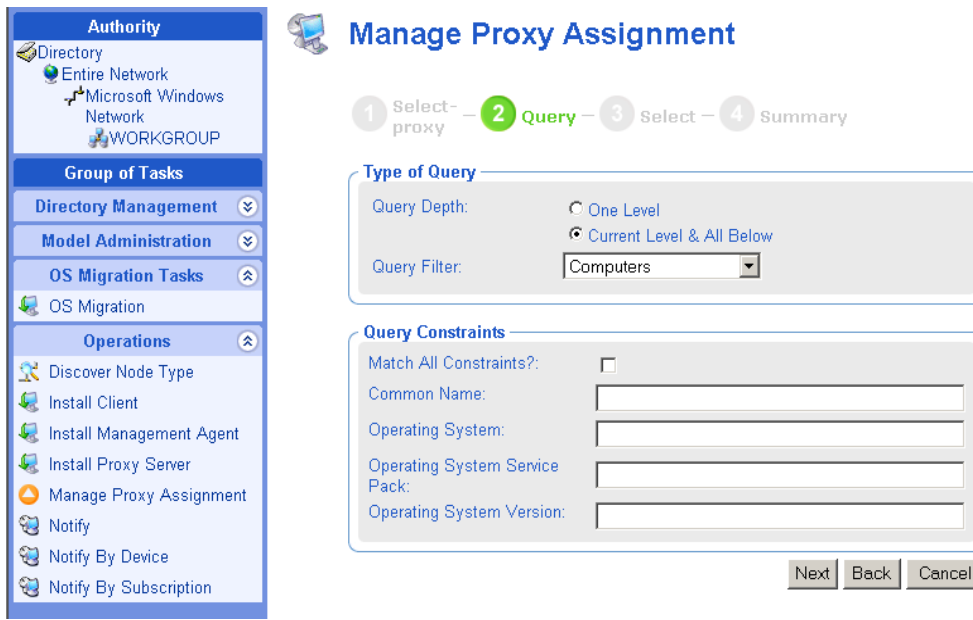 Authority
Directory
Entire Network
Microsoft Windows
Network
WORKGROUP
Group of Tasks
Directory Management
Model Administration
OS Migration Tasks
OS Migration
Operations
Discover Node Type
Install Client
Install Management Agent
Install Proxy Server
Manage Proxy Assignment
Notify
Notify By Device
Notify By Subscription
Manage Proxy Assignment
1 Select-
proxy – 2 Query – 3 Select – 4 Summary
Type of Query
Query Depth: One Level
Current Level & All Below
Query Filter: Computers
Query Constraints
Match All Constraints?:
Common Name:
Operating System:
Operating System Service
Pack:
Operating System Version:
Next Back Cancel